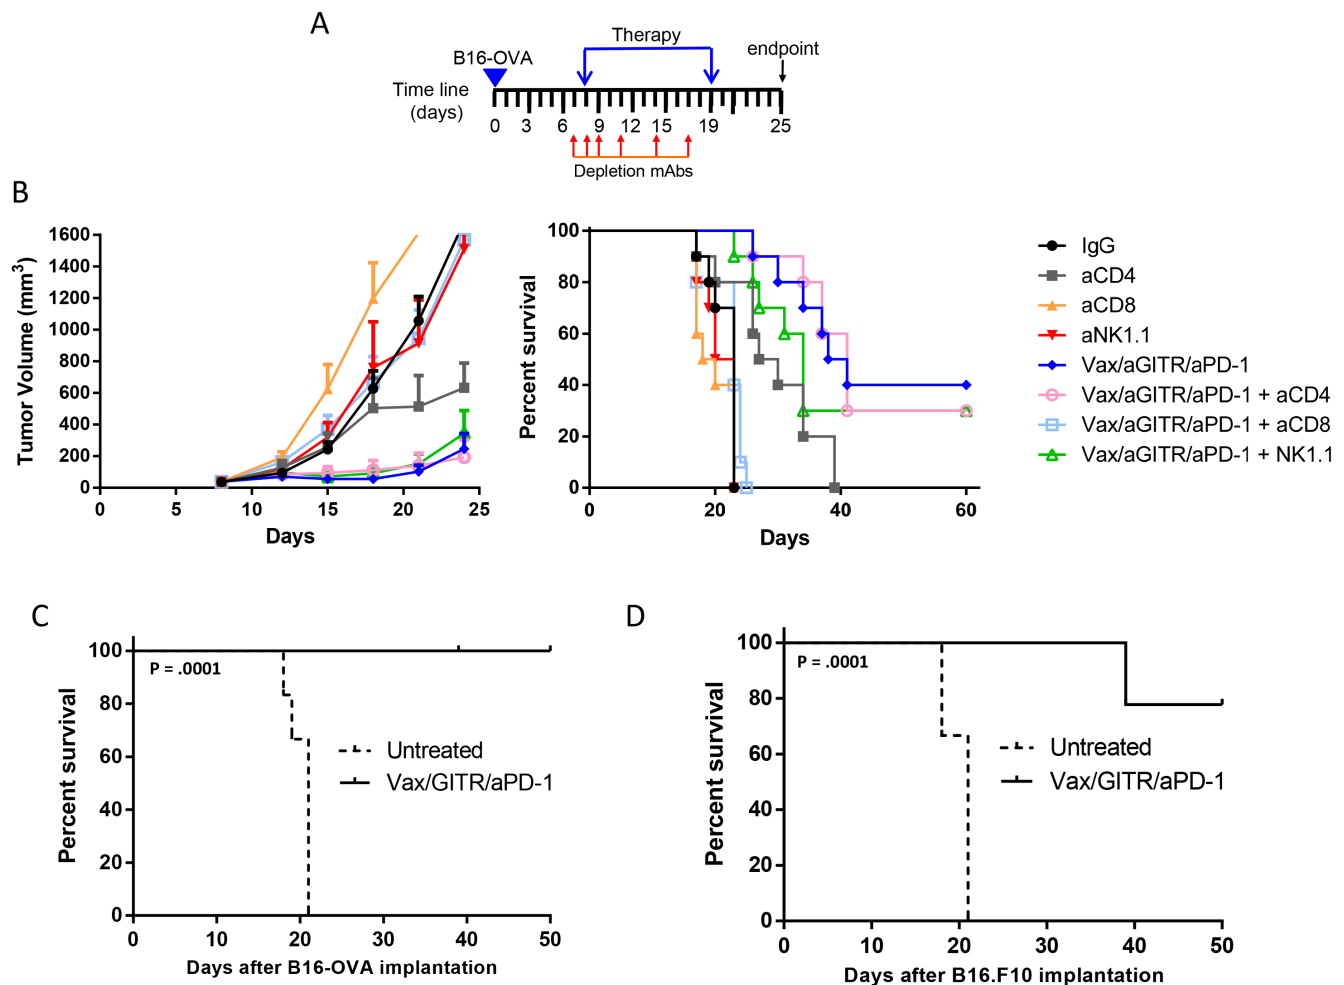 A
Therapy
B16-OVA
endpoint
Time line
(days)
0 3 6 9 12 15 19 25
Depletion mAbs
B
1600
1400
1200
1000
800
600
400
200
0
Tumor Volume (mm3)
0 5 10 15 20 25
Days
100
80
60
40
20
0
Percent survival
0 20 40 60
Days
IgG
aCD4
aCD8
aNK1.1
Vax/aGITR/aPD-1
Vax/aGITR/aPD-1 + aCD4
Vax/aGITR/aPD-1 + aCD8
Vax/aGITR/aPD-1 + NK1.1
C
100
80
60
40
20
0
Percent survival
P = .0001
Untreated
Vax/GITR/aPD-1
0 10 20 30 40 50
Days after B16-OVA implantation
D
100
80
60
40
20
0
Percent survival
P = .0001
Untreated
Vax/GITR/aPD-1
0 10 20 30 40 50
Days after B16.F10 implantation